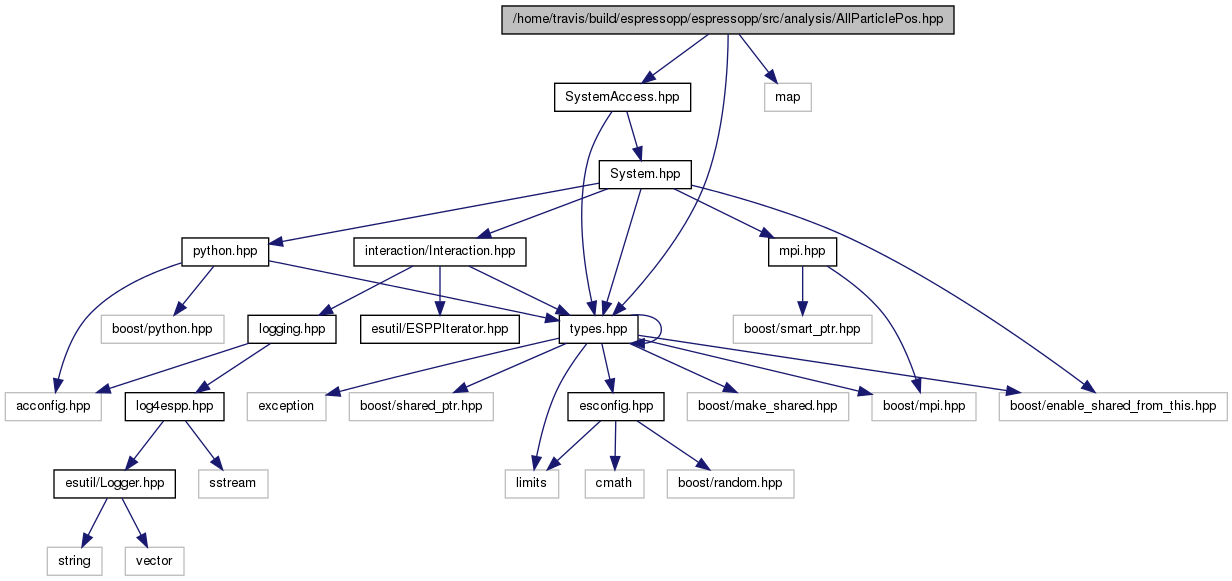 /home/travis/build/espressopp/espressopp/src/analysis/AllParticlePos.hpp
SystemAccess.hpp
map
System.hpp
python.hpp
interaction/Interaction.hpp
mpi.hpp
boost/python.hpp
logging.hpp
esutil/ESPPIterator.hpp
types.hpp
boost/smart_ptr.hpp
acconfig.hpp
log4espp.hpp
exception
boost/shared_ptr.hpp
esconfig.hpp
boost/make_shared.hpp
boost/mpi.hpp
boost/enable_shared_from_this.hpp
esutil/Logger.hpp
sstream
limits
cmath
boost/random.hpp
string
vector